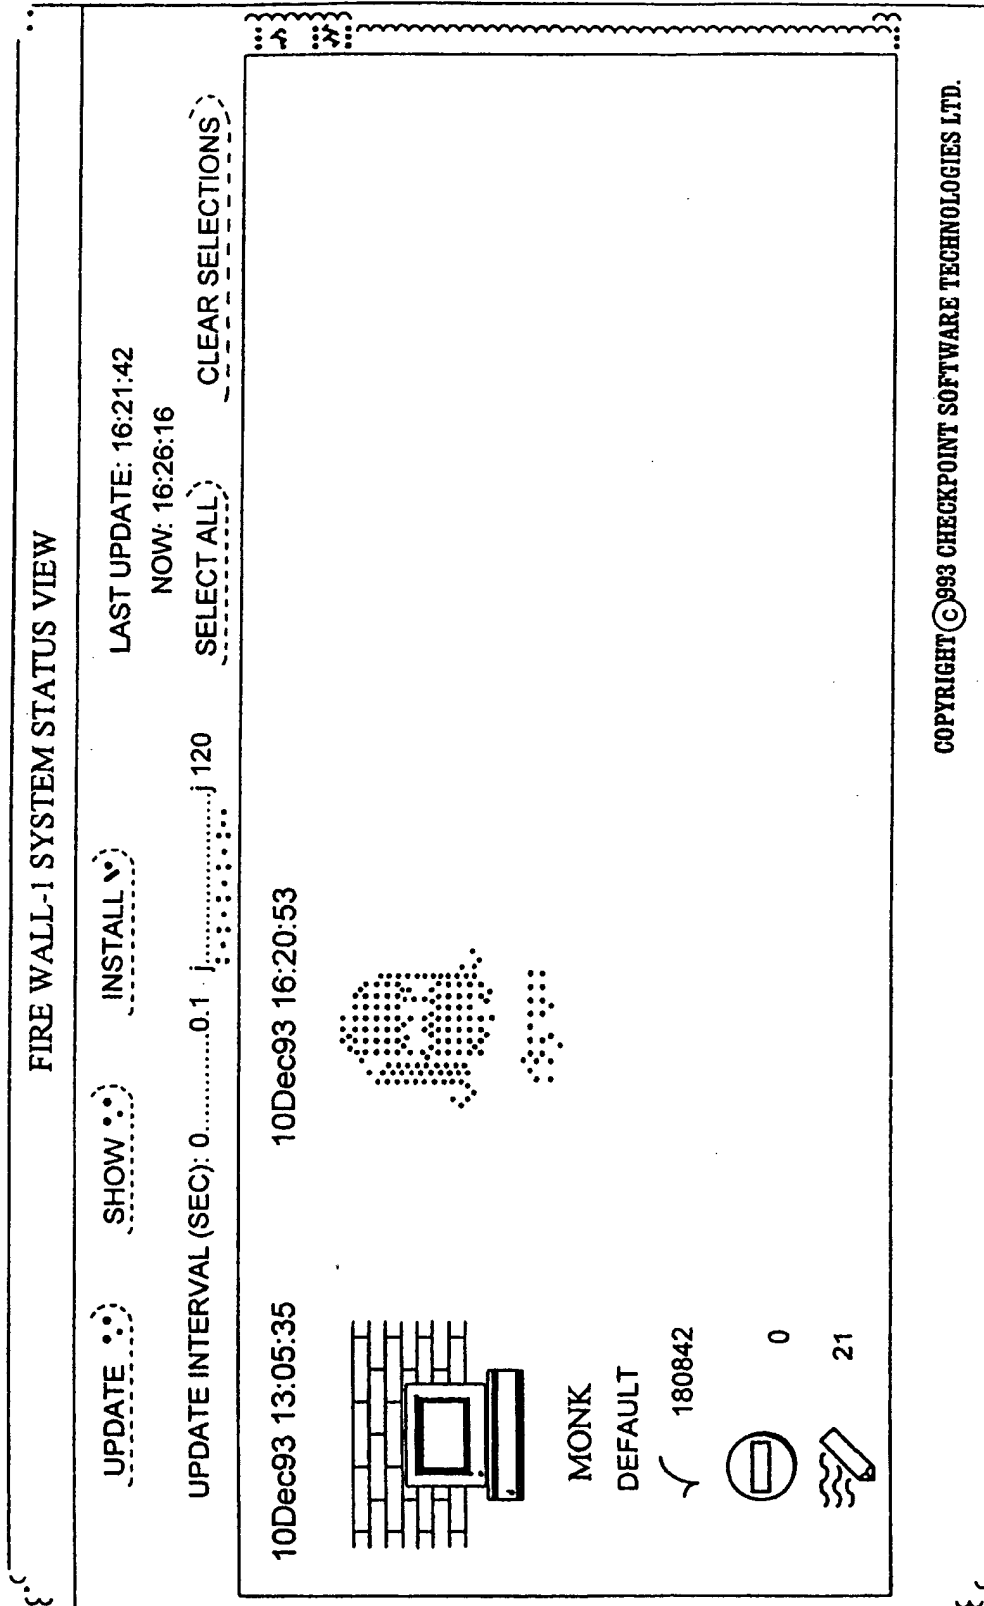 FIRE WALL-1 SYSTEM STATUS VIEW
UPDATE SHOW INSTALL LAST UPDATE: 16:21:42
NOW: 16:26:16
UPDATE INTERVAL (SEC): 0............0.1 j....................j 120 SELECT ALL CLEAR SELECTIONS
10Dec93 13:05:35 10Dec93 16:20:53
MONK
DEFAULT
180842
0
21
COPYRIGHT © 993 CHECKPOINT SOFTWARE TECHNOLOGIES LTD.